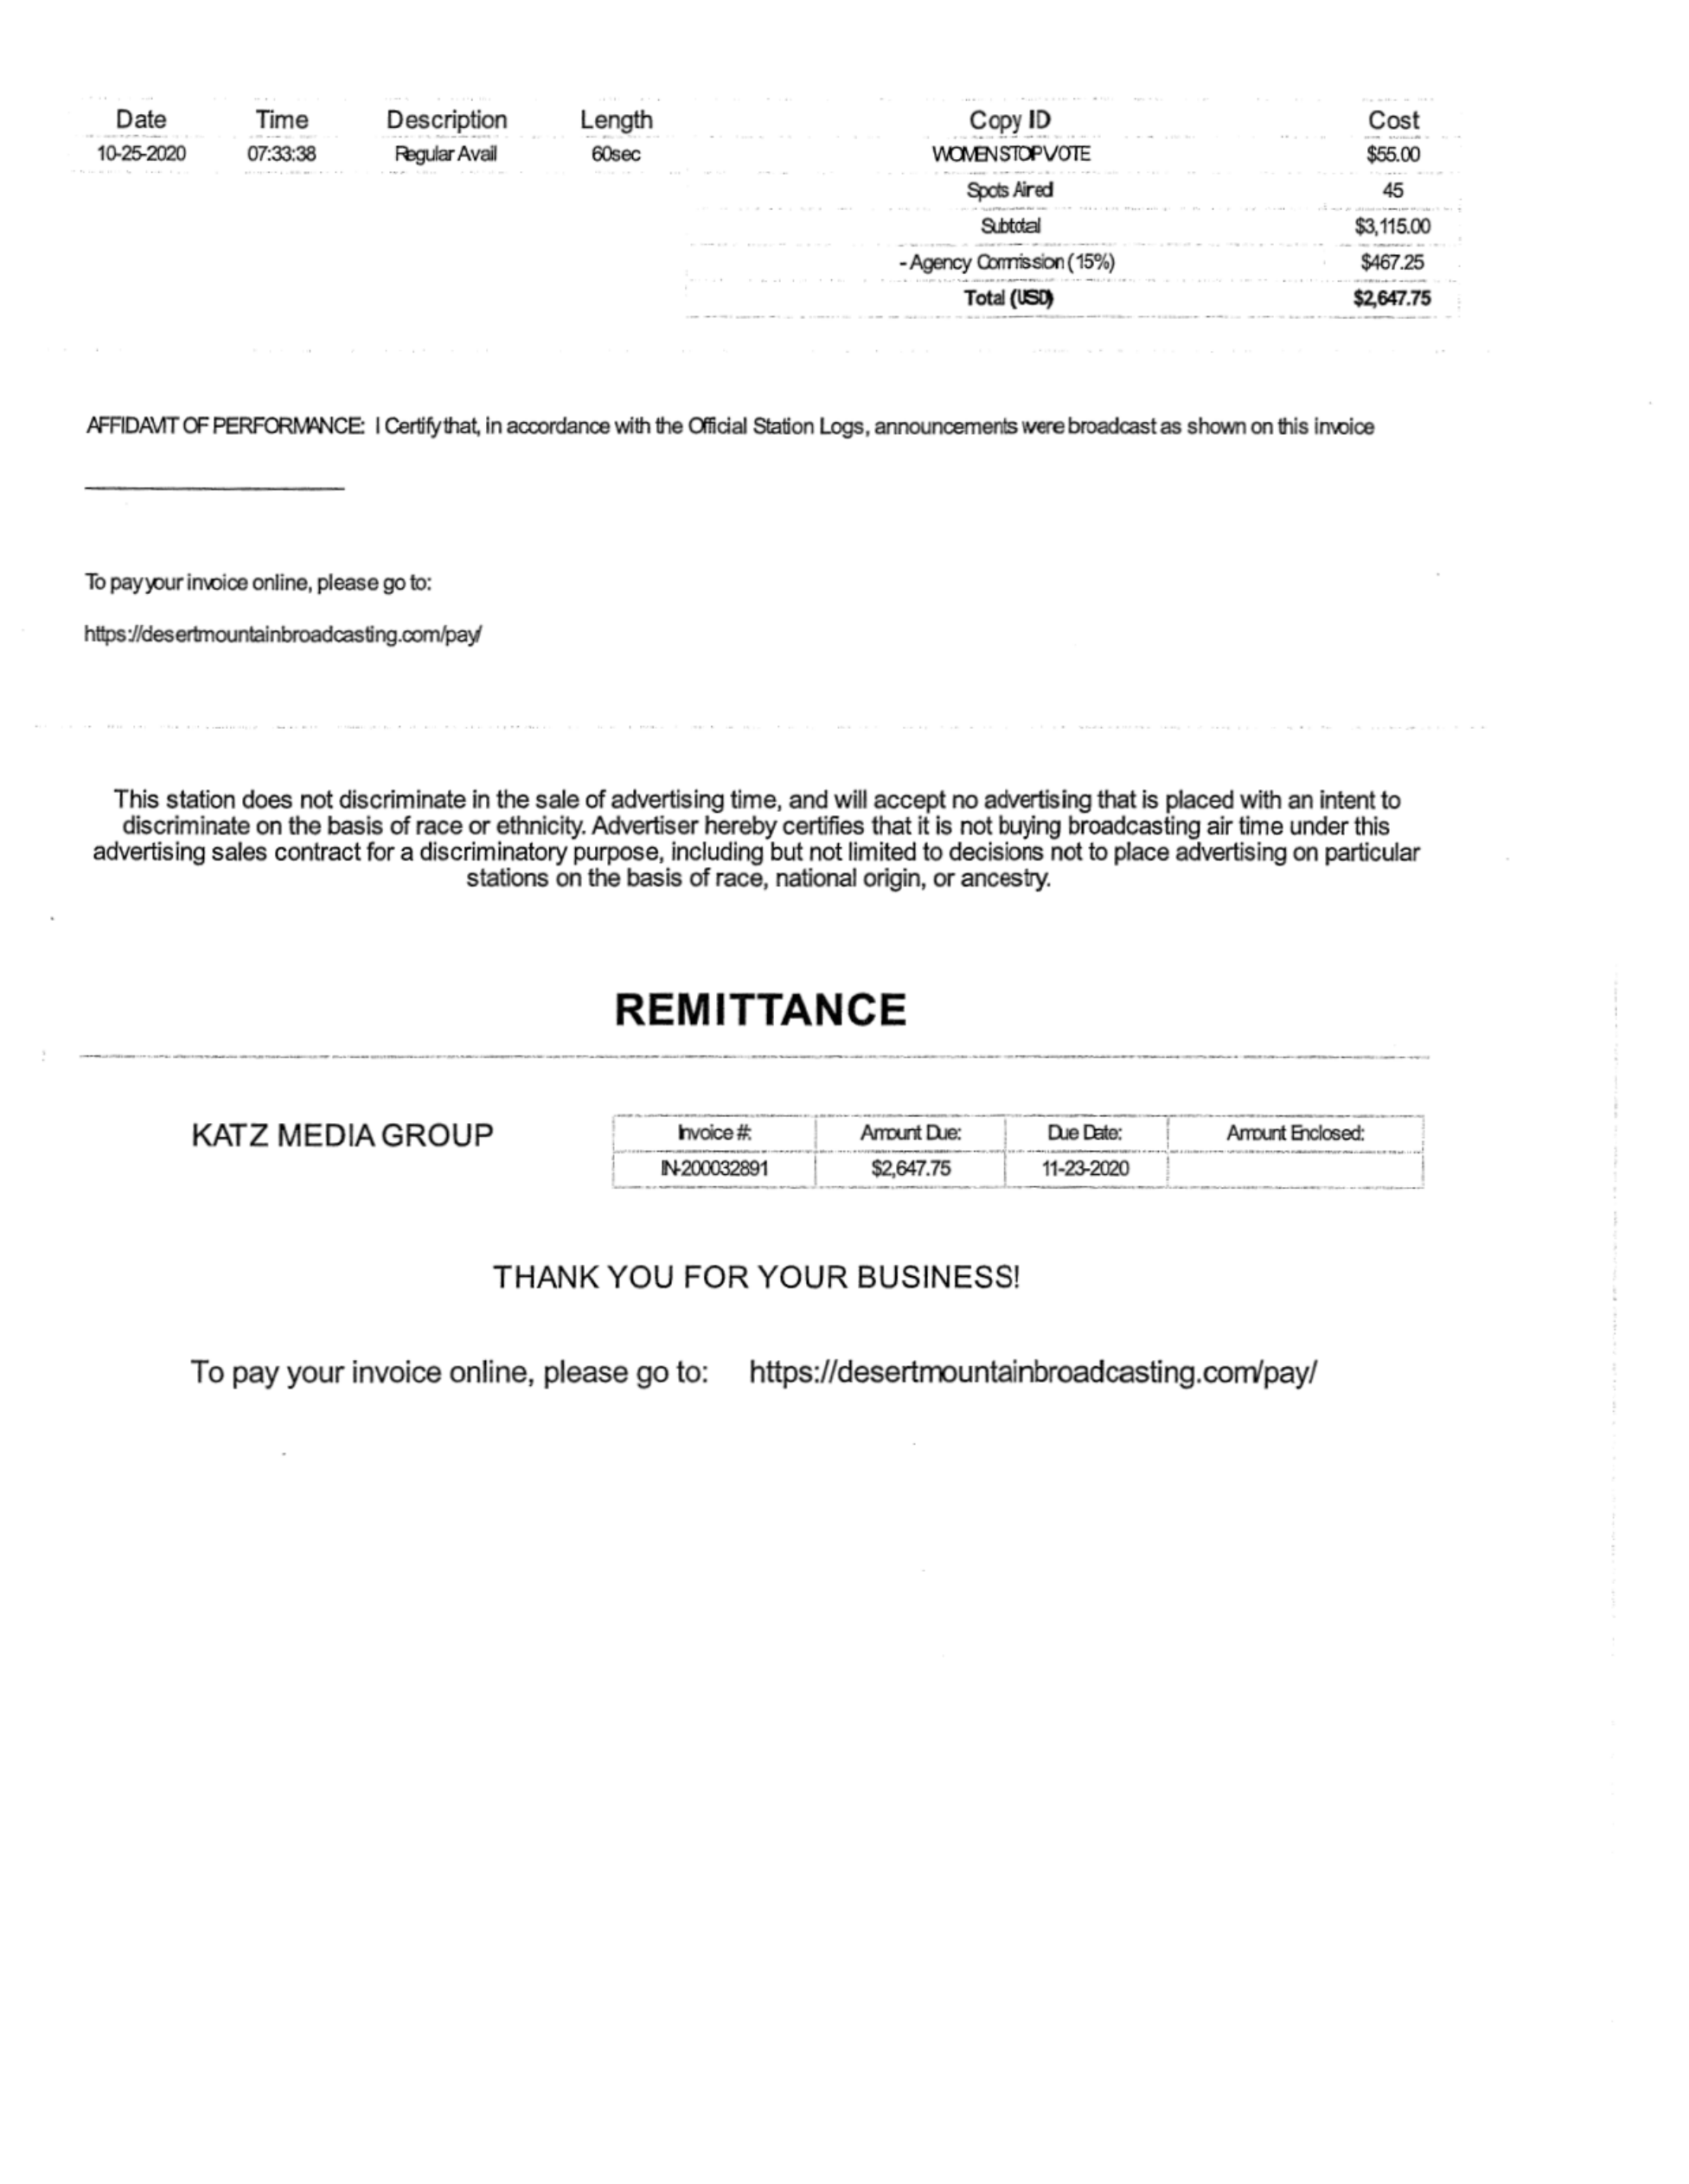 Date Time Description Length Copy ID Cost
10-25-2020 07:33:38 Regular Avail 60sec WOMENSTOPVOTE $55.00
Spots Aired 45
Subtotal $3,115.00
- Agency Commission (15%) $467.25
Total (USD) $2,647.75
AFFIDAVIT OF PERFORMANCE: I Certify that, in accordance with the Official Station Logs, announcements were broadcast as shown on this invoice
To pay your invoice online, please go to:
https://desertmountainbroadcasting.com/pay/
This station does not discriminate in the sale of advertising time, and will accept no advertising that is placed with an intent to
discriminate on the basis of race or ethnicity. Advertiser hereby certifies that it is not buying broadcasting air time under this
advertising sales contract for a discriminatory purpose, including but not limited to decisions not to place advertising on particular
stations on the basis of race, national origin, or ancestry.
REMITTANCE
KATZ MEDIA GROUP
Invoice #: Amount Due: Due Date: Amount Enclosed:
IN-200032891 $2,647.75 11-23-2020
THANK YOU FOR YOUR BUSINESS!
To pay your invoice online, please go to: https://desertmountainbroadcasting.com/pay/